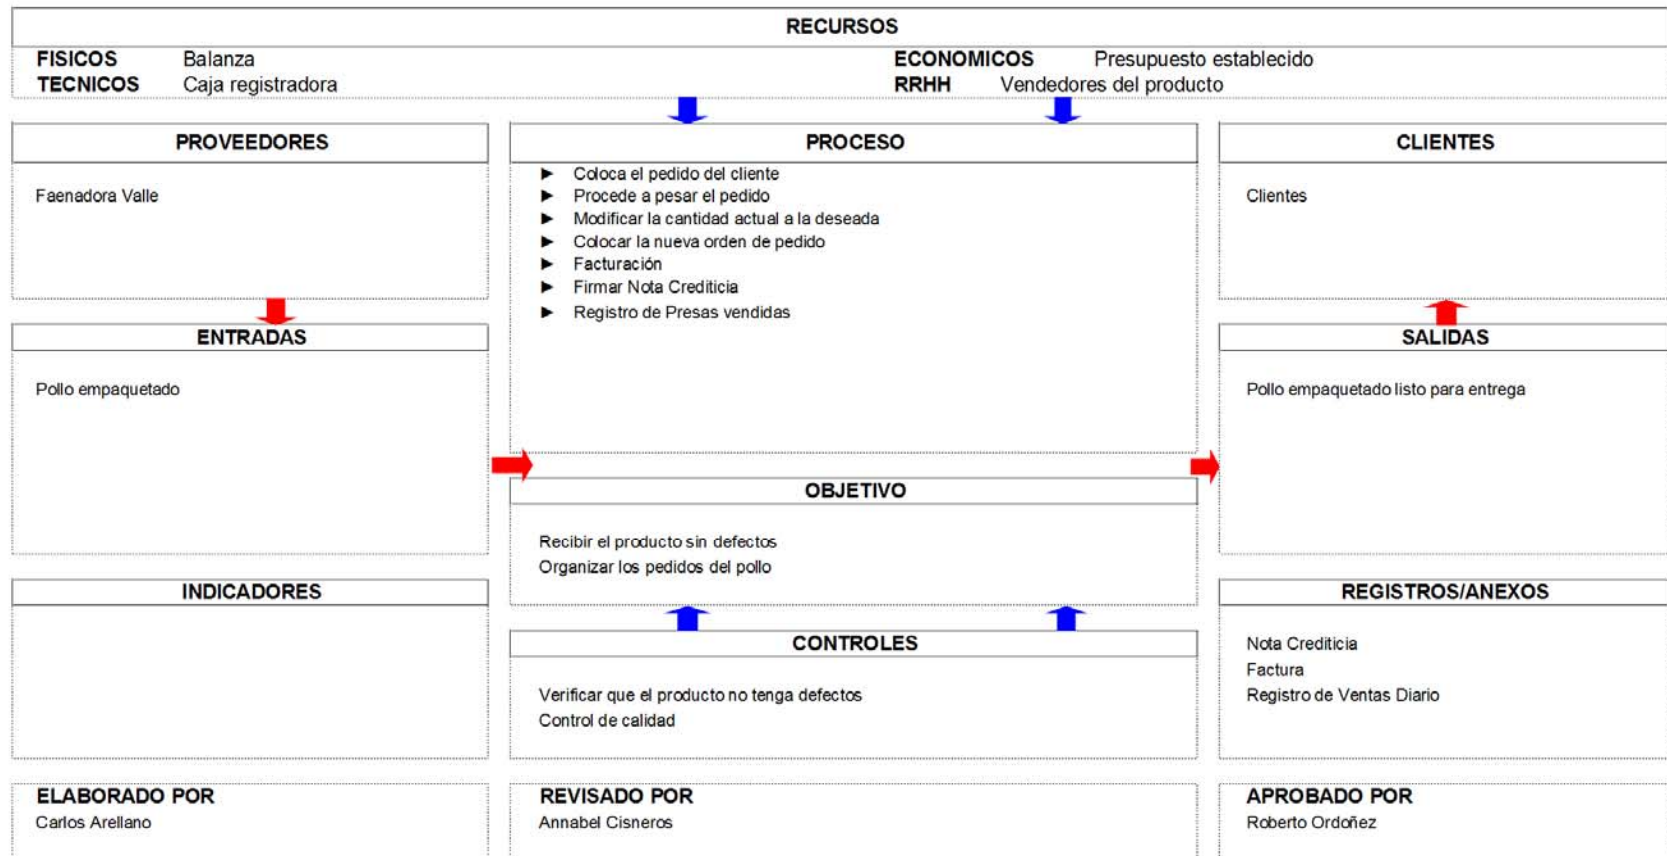 RECURSOS
FISICOS Balanza ECONOMICOS Presupuesto establecido
TECNICOS Caja registradora RRHH Vendedores del producto
PROVEEDORES
Faenadora Valle
PROCESO
► Coloca el pedido del cliente
► Procede a pesar el pedido
► Modificar la cantidad actual a la deseada
► Colocar la nueva orden de pedido
► Facturación
► Firmar Nota Crediticia
► Registro de Presas vendidas
CLIENTES
Clientes
ENTRADAS
Pollo empaquetado
SALIDAS
Pollo empaquetado listo para entrega
OBJETIVO
Recibir el producto sin defectos
Organizar los pedidos del pollo
INDICADORES
CONTROLES
Verificar que el producto no tenga defectos
Control de calidad
REGISTROS/ANEXOS
Nota Crediticia
Factura
Registro de Ventas Diario
ELABORADO POR
Carlos Arellano
REVISADO POR
Annabel Cisneros
APROBADO POR
Roberto Ordoñez